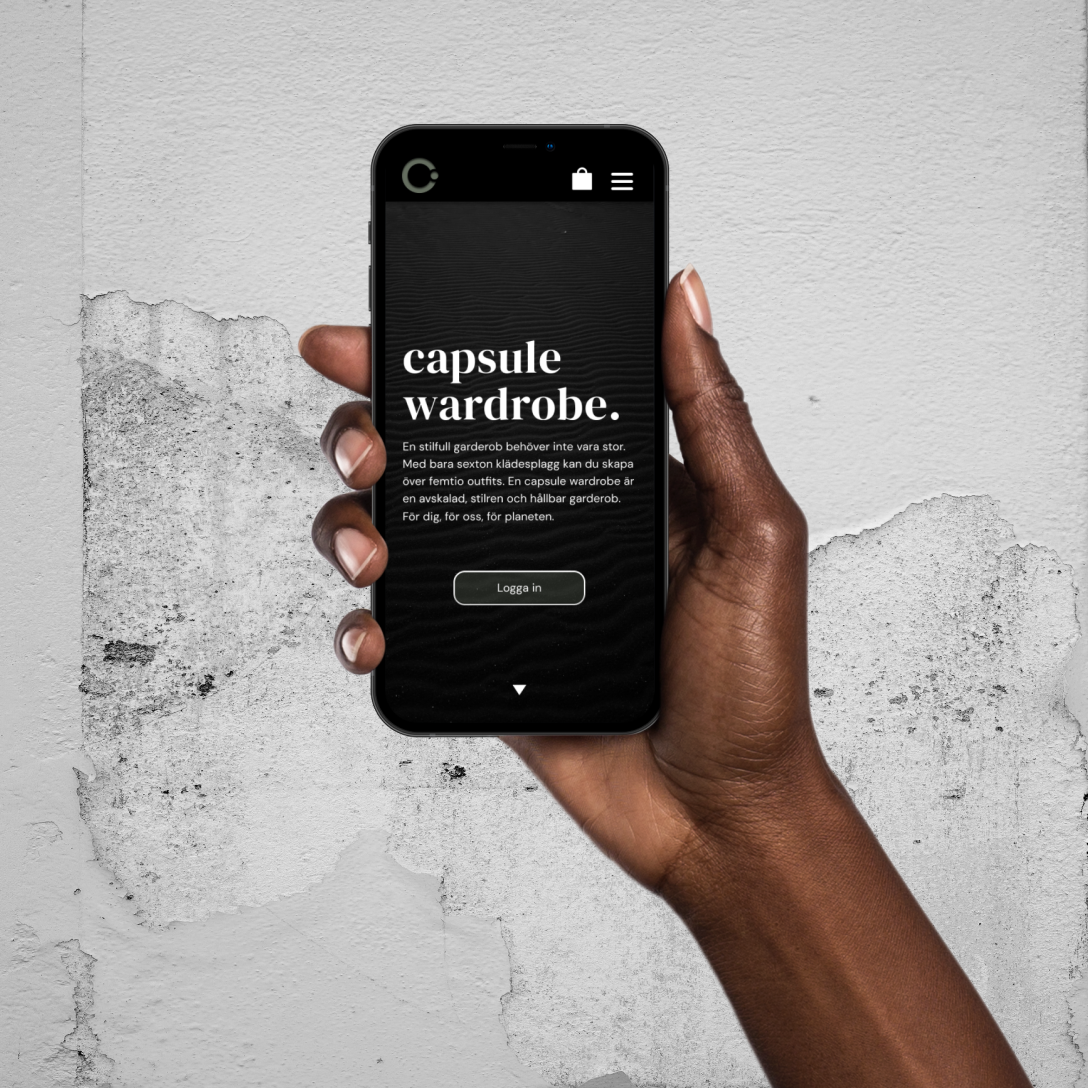 capsule
wardrobe.
En stilfull garderob behöver inte vara stor.
Med bara sexton klädesplagg kan du skapa
över femtio outfits. En capsule wardrobe är
en avskalad, stilren och hållbar garderob.
För dig, för oss, för planeten.
Logga in